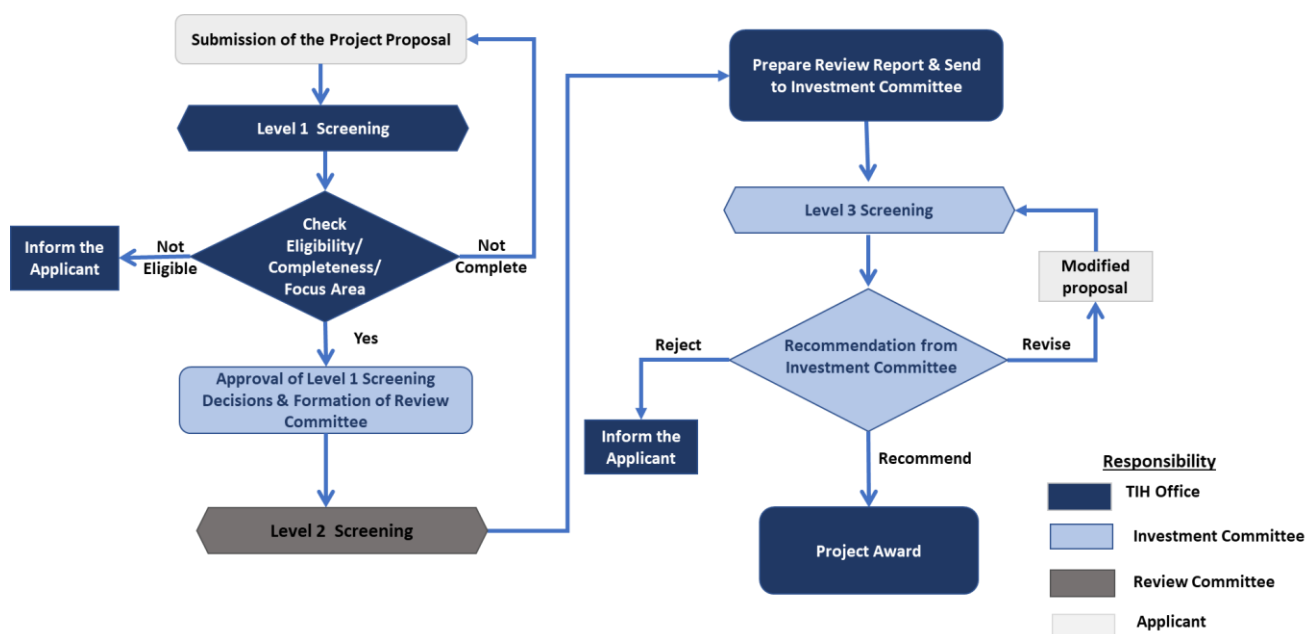 Submission of the Project Proposal
Level 1  Screening
Check
Eligibility/
Completeness/
Focus Area
Inform the
Applicant
Not
Eligible
Not
Complete
Yes
Approval of Level 1 Screening
Decisions & Formation of Review
Committee
Level 2  Screening
Prepare Review Report & Send
to Investment Committee
Level 3 Screening
Modified
proposal
Recommendation from
Investment Committee
Reject
Revise
Inform the
Applicant
Recommend
Project Award
Responsibility
TIH Office
Investment Committee
Review Committee
Applicant